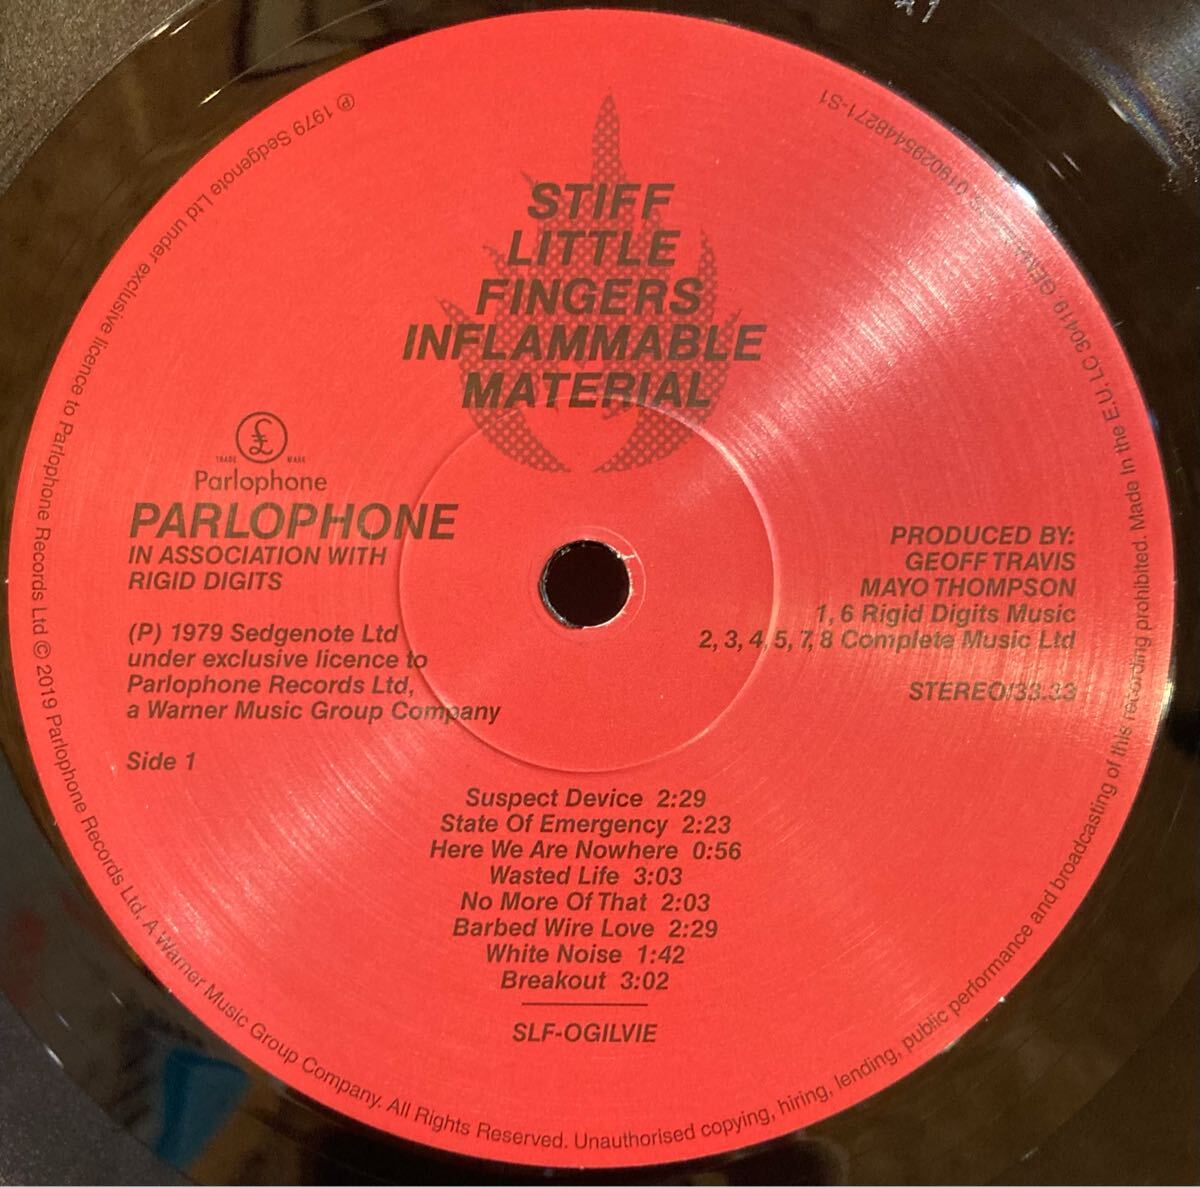 STIFF
LITTLE
FINGERS
INFLAMMABLE
MATERIAL
TRADE MARK
Parlophone
PARLOPHONE
IN ASSOCIATION WITH
RIGID DIGITS
(P) 1979 Sedgenote Ltd
under exclusive licence to
Parlophone Records Ltd,
a Warner Music Group Company
Side 1
PRODUCED BY:
GEOFF TRAVIS
MAYO THOMPSON
1, 6 Rigid Digits Music
2, 3, 4, 5, 7, 8 Complete Music Ltd
STEREO/33.33
Suspect Device 2:29
State Of Emergency 2:23
Here We Are Nowhere 0:56
Wasted Life 3:03
No More Of That 2:03
Barbed Wire Love 2:29
White Noise 1:42
Breakout 3:02
SLF-OGILVIE
℗ 1979 Sedgenote Ltd under exclusive licence to Parlophone Records Ltd © 2019 Parlophone Records Ltd, A Warner Music Group Company. All Rights Reserved. Unauthorised copying, hiring, lending, public performance and broadcasting of this recording prohibited. Made In the E.U. LC 30419 0190295448271-S1